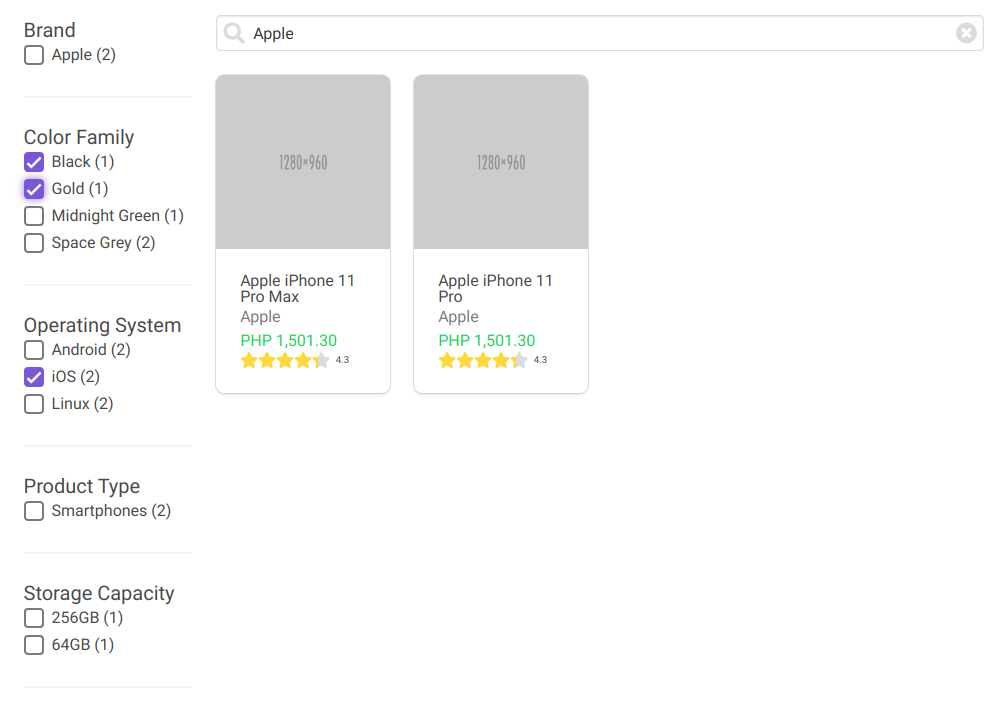 Brand
Apple (2)
Color Family
Black (1)
Gold (1)
Midnight Green (1)
Space Grey (2)
Operating System
Android (2)
iOS (2)
Linux (2)
Product Type
Smartphones (2)
Storage Capacity
256GB (1)
64GB (1)
Apple
1280×960
Apple iPhone 11
Pro Max
Apple
PHP 1,501.30
4.3
1280×960
Apple iPhone 11
Pro
Apple
PHP 1,501.30
4.3